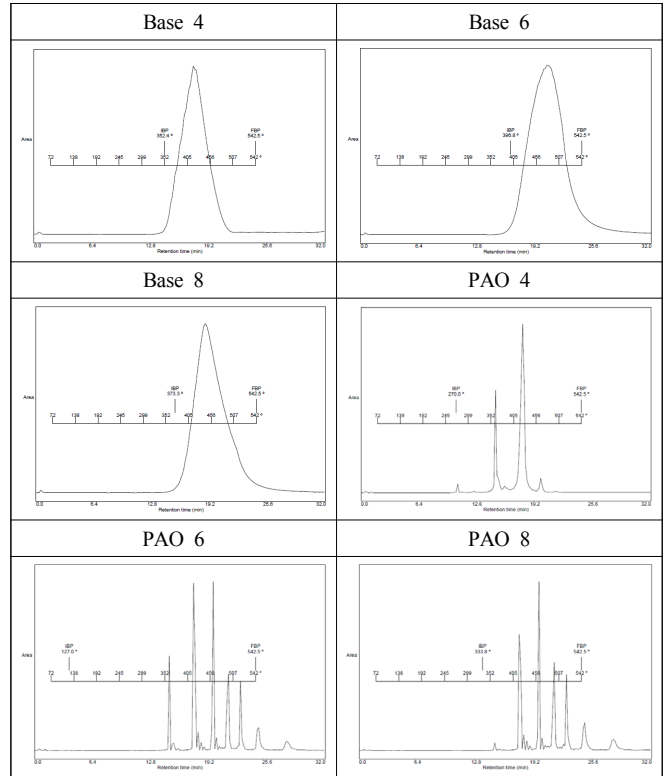 Base 4
Base 6
Area
IBP
352.4 °
FBP
542.5 °
72 138 192 245 299 352 405 456 507 542 °
0.0 6.4 12.8 19.2 25.6 32.0
Retention time (min)
Area
IBP
396.8 °
FBP
542.5 °
72 138 192 245 299 352 405 456 507 542 °
0.0 6.4 12.8 19.2 25.6 32.0
Retention time (min)
Base 8
PAO 4
Area
IBP
373.3 °
FBP
542.5 °
72 138 192 245 299 352 405 456 507 542 °
0.0 6.4 12.8 19.2 25.6 32.0
Retention time (min)
Area
IBP
270.0 °
FBP
542.5 °
72 138 192 245 299 352 405 456 507 542 °
0.0 6.4 12.8 19.2 25.6 32.0
Retention time (min)
PAO 6
PAO 8
Area
IBP
127.0 °
FBP
542.5 °
72 138 192 245 299 352 405 456 507 542 °
0.0 6.4 12.8 19.2 25.6 32.0
Retention time (min)
Area
IBP
333.8 °
FBP
542.5 °
72 138 192 245 299 352 405 456 507 542 °
0.0 6.4 12.8 19.2 25.6 32.0
Retention time (min)